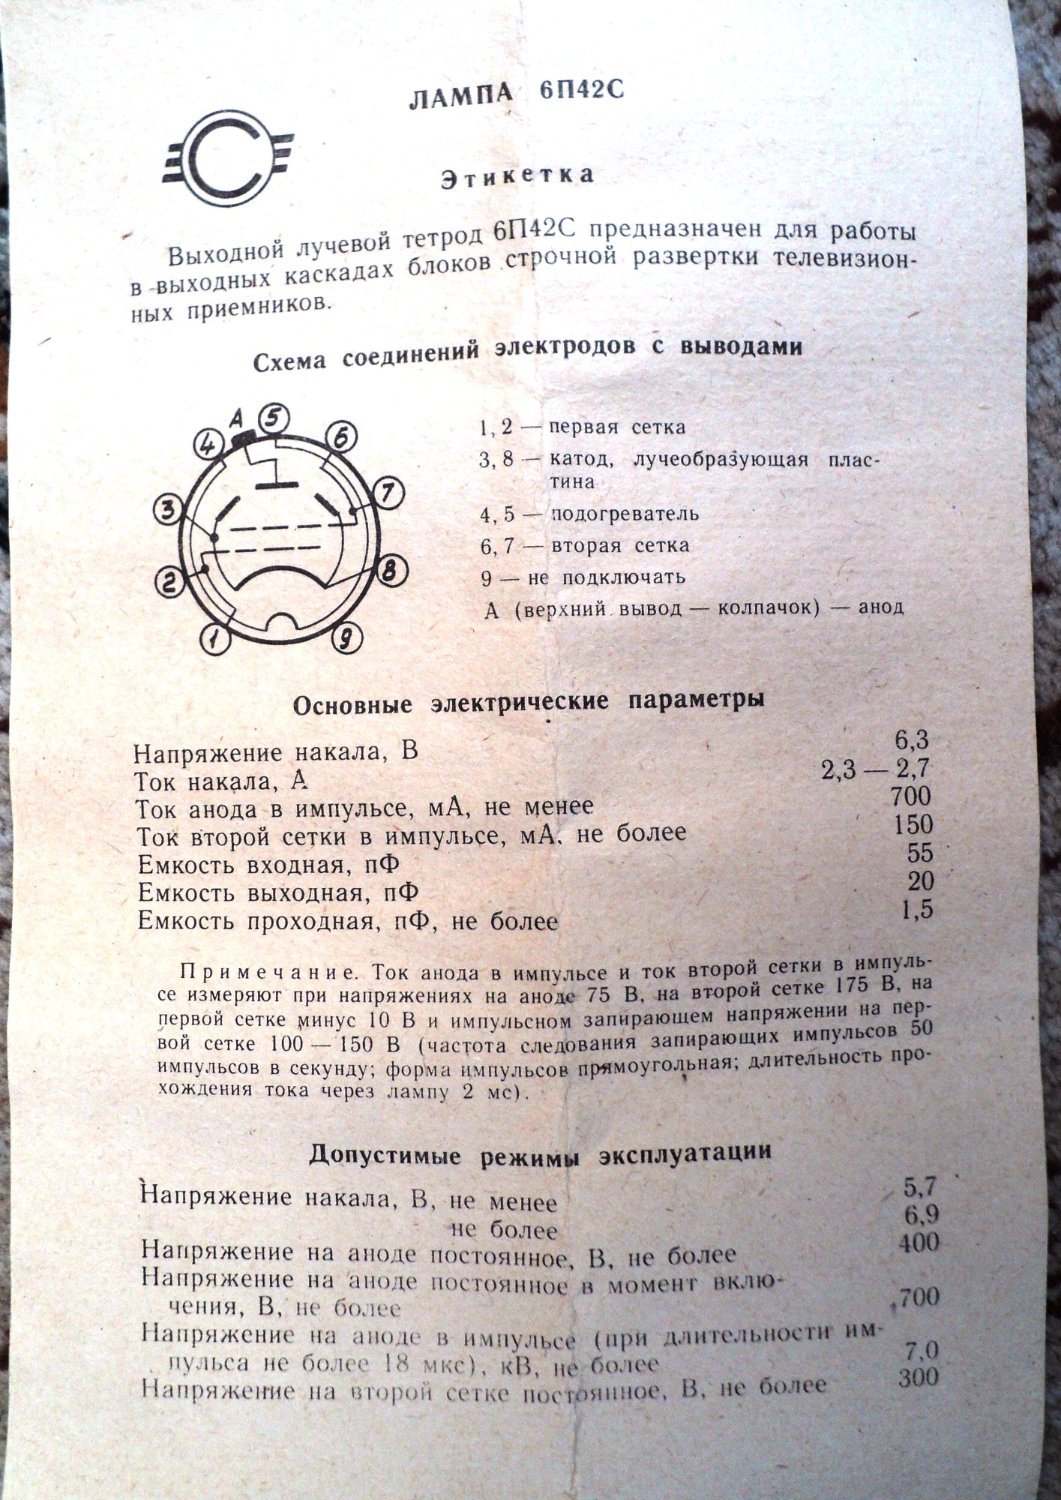 ЛАМПА 6П42С
С
Этикетка
Выходной лучевой тетрод 6П42С предназначен для работы
в выходных каскадах блоков строчной развертки телевизион-
ных приемников.
Схема соединений электродов с выводами
А 5
4 6
3 7
2 8
1 9
1, 2 — первая сетка
3, 8 — катод, лучеобразующая плас-
тина
4, 5 — подогреватель
6, 7 — вторая сетка
9 — не подключать
А (верхний вывод — колпачок) — анод
Основные электрические параметры
Напряжение накала, В 6,3
Ток накала, А 2,3 — 2,7
Ток анода в импульсе, мА, не менее 700
Ток второй сетки в импульсе, мА, не более 150
Емкость входная, пФ 55
Емкость выходная, пФ 20
Емкость проходная, пФ, не более 1,5
Примечание. Ток анода в импульсе и ток второй сетки в импуль-
се измеряют при напряжениях на аноде 75 В, на второй сетке 175 В, на
первой сетке минус 10 В и импульсном запирающем напряжении на пер-
вой сетке 100 — 150 В (частота следования запирающих импульсов 50
импульсов в секунду; форма импульсов прямоугольная; длительность про-
хождения тока через лампу 2 мс).
Допустимые режимы эксплуатации
Напряжение накала, В, не менее 5,7
не более 6,9
Напряжение на аноде постоянное, В, не более 400
Напряжение на аноде постоянное в момент вклю-
чения, В, не более 700
Напряжение на аноде в импульсе (при длительности им-
пульса не более 18 мкс), кВ, не более 7,0
Напряжение на второй сетке постоянное, В, не более 300